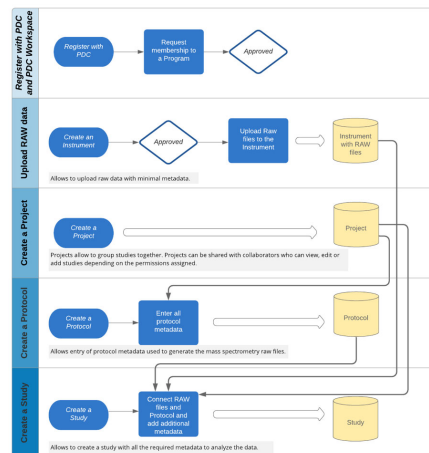 Register with PDC
and PDC Workspace
Register with
PDC
Request
membership to
a Program
Approved
Upload RAW data
Create an
Instrument
Approved
Upload Raw
files to the
Instrument
Instrument
with RAW
files
Allows to upload raw data with minimal metadata.
Create a Project
Create a
Project
Project
Projects allow to group studies together. Projects can be shared with collaborators who can view, edit or
add studies depending on the permissions assigned.
Create a Protocol
Create a
Protocol
Enter all
protocol
metadata
Protocol
Allows entry of protocol metadata used to generate the mass spectrometry raw files.
Create a Study
Create a
Study
Connect RAW
files and
Protocol and
add additional
metadata
Study
Allows to create a study with all the required metadata to analyze the data.